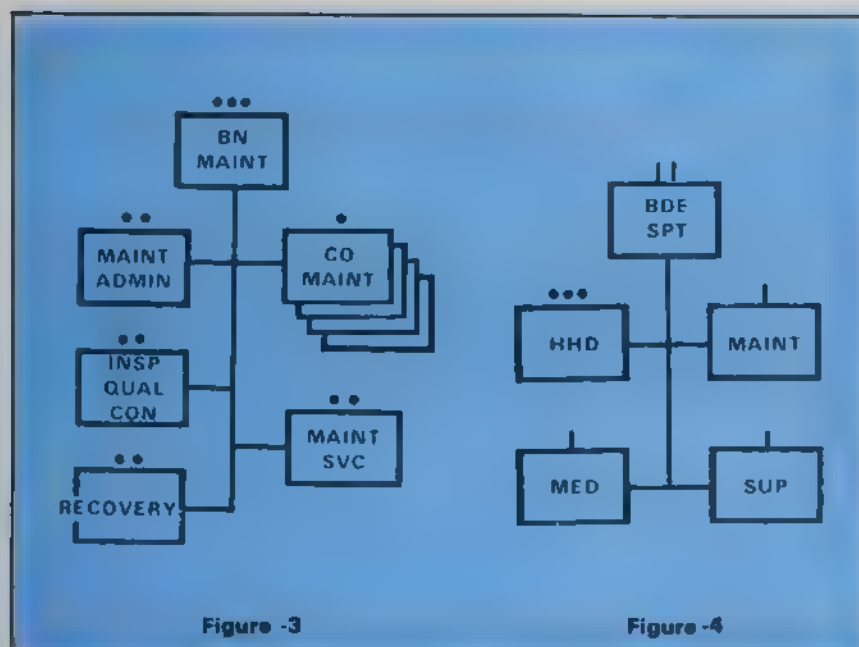 BN
MAINT
MAINT
ADMIN
CO
MAINT
INSP
QUAL
CON
MAINT
SVC
RECOVERY
Figure -3
BDE
SPT
HHD
MAINT
MED
SUP
Figure -4